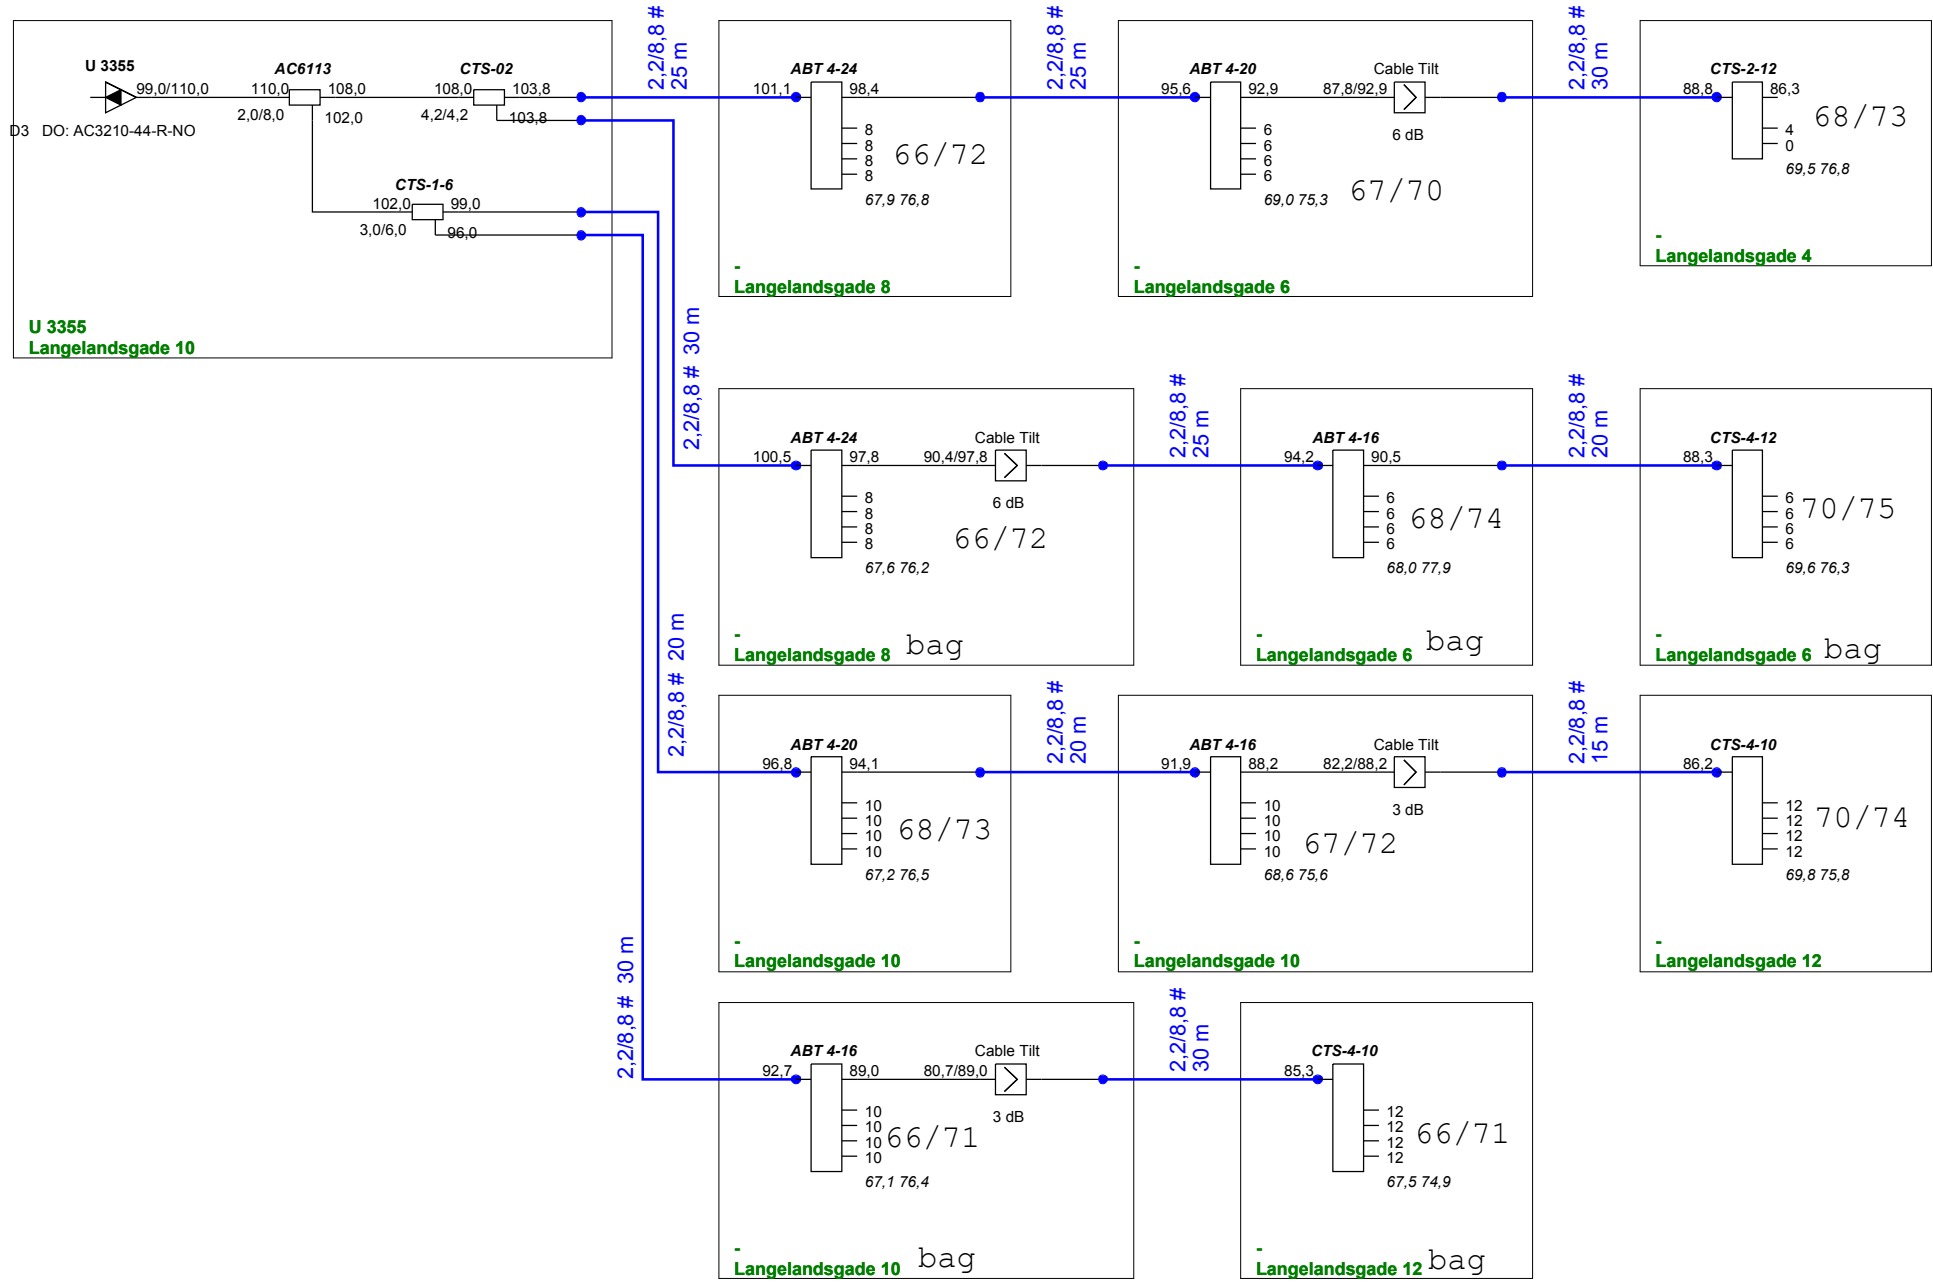 U 3355
99,0/110,0
D3 DO: AC3210-44-R-NO
AC6113
110,0 108,0
2,0/8,0 102,0
CTS-02
108,0 103,8
4,2/4,2 103,8
CTS-1-6
102,0 99,0
3,0/6,0 96,0
U 3355
Langelandsgade 10
2,2/8,8 #
25 m
ABT 4-24
101,1 98,4
8
8
8
8
66/72
67,9 76,8
-
Langelandsgade 8
2,2/8,8 #
25 m
ABT 4-20
95,6 92,9
6
6
6
6
69,0 75,3
67/70
Cable Tilt
87,8/92,9
6 dB
-
Langelandsgade 6
2,2/8,8 #
30 m
CTS-2-12
88,8 86,3
4
0
68/73
69,5 76,8
-
Langelandsgade 4
2,2/8,8 # 30 m
ABT 4-24
100,5 97,8
8
8
8
8
67,6 76,2
Cable Tilt
90,4/97,8
6 dB
66/72
-
Langelandsgade 8 bag
2,2/8,8 #
25 m
ABT 4-16
94,2 90,5
6
6
6
6
68/74
68,0 77,9
-
Langelandsgade 6 bag
2,2/8,8 #
20 m
CTS-4-12
88,3
6
6
6
6
70/75
69,6 76,3
-
Langelandsgade 6 bag
2,2/8,8 # 20 m
ABT 4-20
96,8 94,1
10
10
10
10
68/73
67,2 76,5
-
Langelandsgade 10
2,2/8,8 #
20 m
ABT 4-16
91,9 88,2
10
10
10
10
67/72
68,6 75,6
Cable Tilt
82,2/88,2
3 dB
-
Langelandsgade 10
2,2/8,8 #
15 m
CTS-4-10
86,2
12
12
12
12
70/74
69,8 75,8
-
Langelandsgade 12
2,2/8,8 # 30 m
ABT 4-16
92,7 89,0
10
10
10
10
66/71
67,1 76,4
Cable Tilt
80,7/89,0
3 dB
-
Langelandsgade 10 bag
2,2/8,8 #
30 m
CTS-4-10
85,3
12
12
12
12
66/71
67,5 74,9
-
Langelandsgade 12 bag